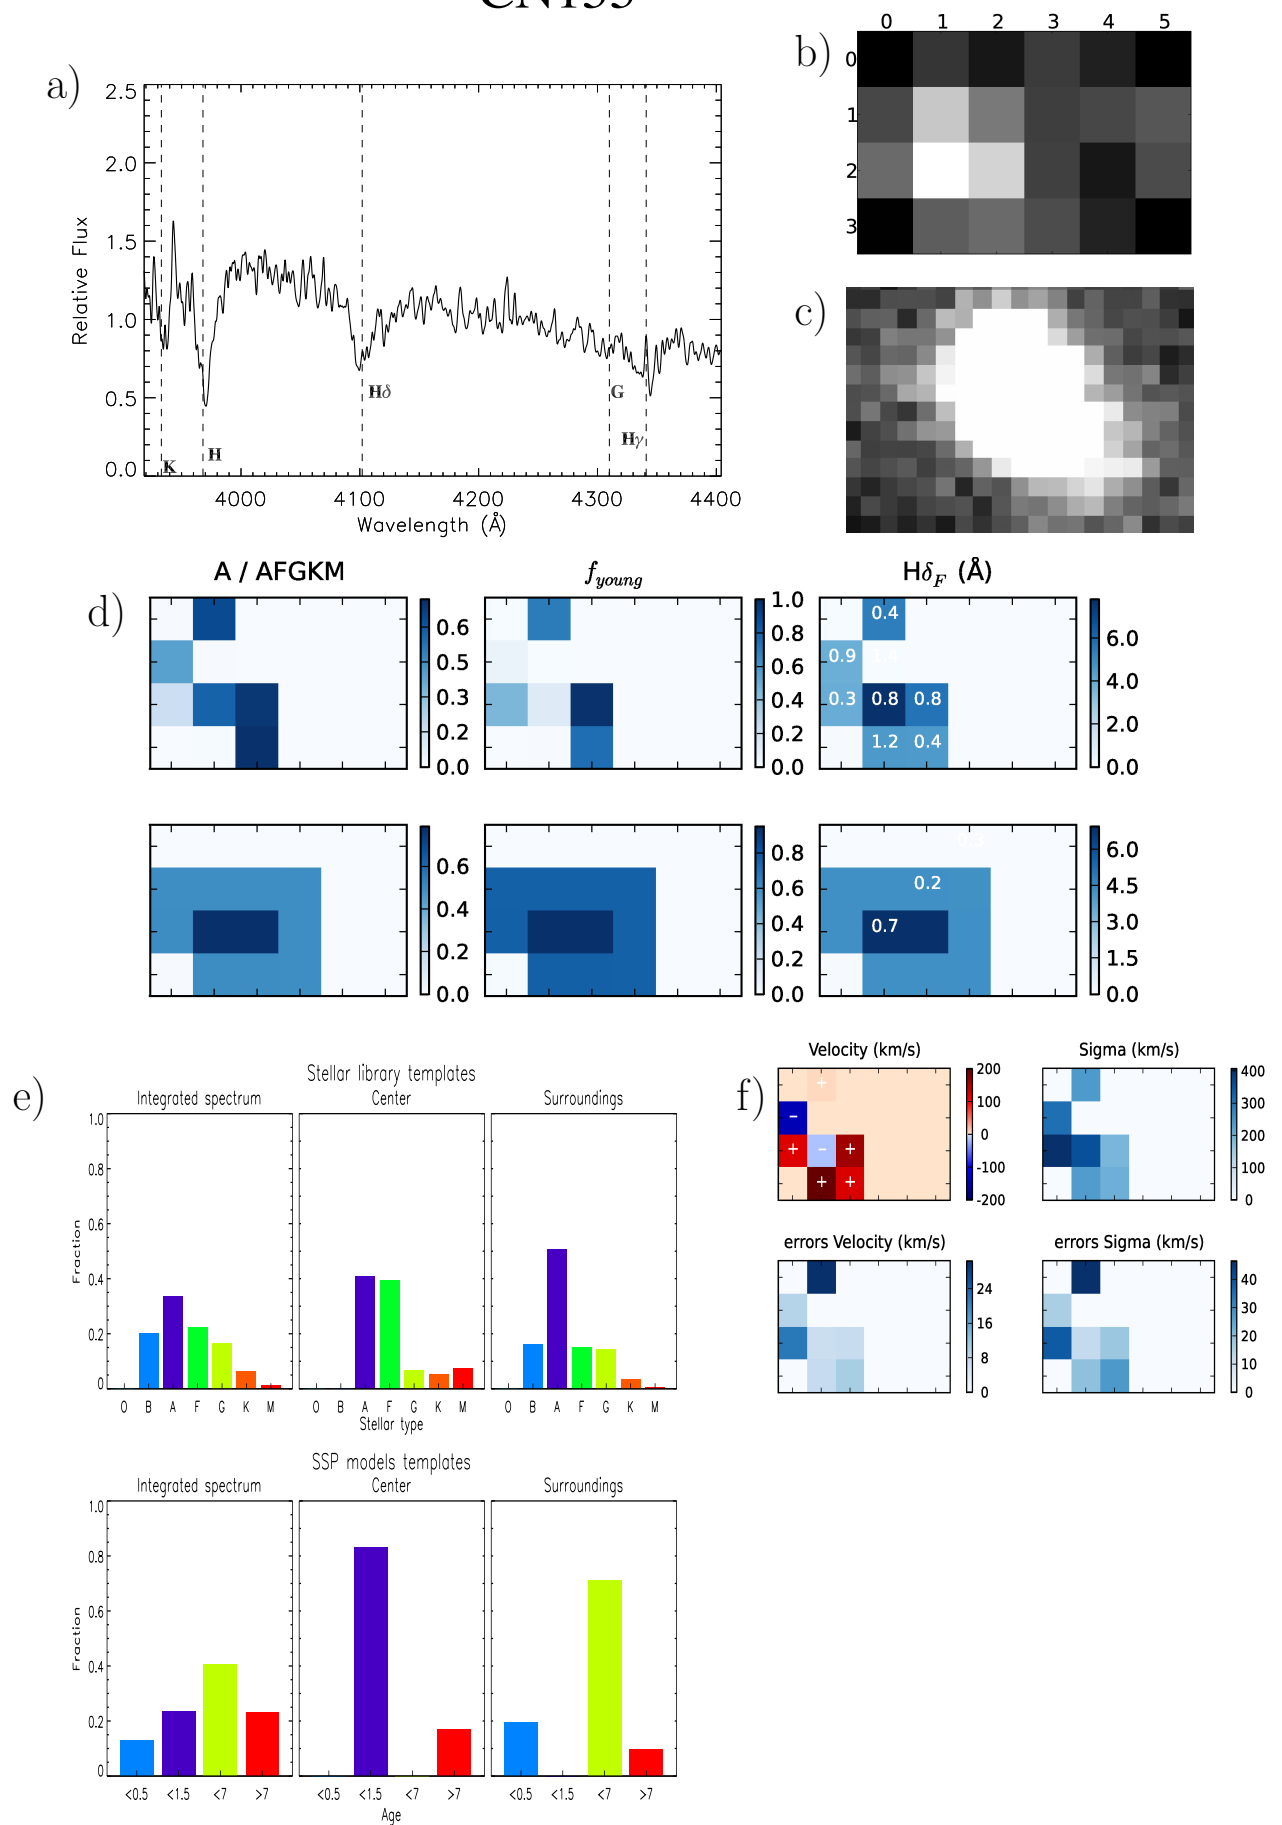 a)
2.5
2.0
1.5
1.0
0.5
0.0
Relative Flux
K
H
Hδ
G
Hγ
4000 4100 4200 4300 4400
Wavelength (Å)
b)
0 1 2 3 4 5
0
1
2
3
c)
d)
A / AFGKM
0.6
0.5
0.3
0.2
0.0
f_young
1.0
0.8
0.6
0.4
0.2
0.0
Hδ_F (Å)
0.4
0.9 1.4
0.3 0.8 0.8
1.2 0.4
6.0
4.0
2.0
0.0
0.6
0.4
0.2
0.0
0.8
0.6
0.4
0.2
0.0
0.2
0.7
6.0
4.5
3.0
1.5
0.0
e)
Stellar library templates
Integrated spectrum Center Surroundings
1.0
0.8
0.6
0.4
0.2
0
Fraction
O B A F G K M O B A F G K M O B A F G K M
Stellar type
SSP models templates
Integrated spectrum Center Surroundings
1.0
0.8
0.6
0.4
0.2
0
Fraction
<0.5 <1.5 <7 >7 <0.5 <1.5 <7 >7 <0.5 <1.5 <7 >7
Age
f)
Velocity (km/s)
+
-
+ - +
+ +
200
100
0
-100
-200
Sigma (km/s)
400
300
200
100
0
errors Velocity (km/s)
24
16
8
0
errors Sigma (km/s)
40
30
20
10
0